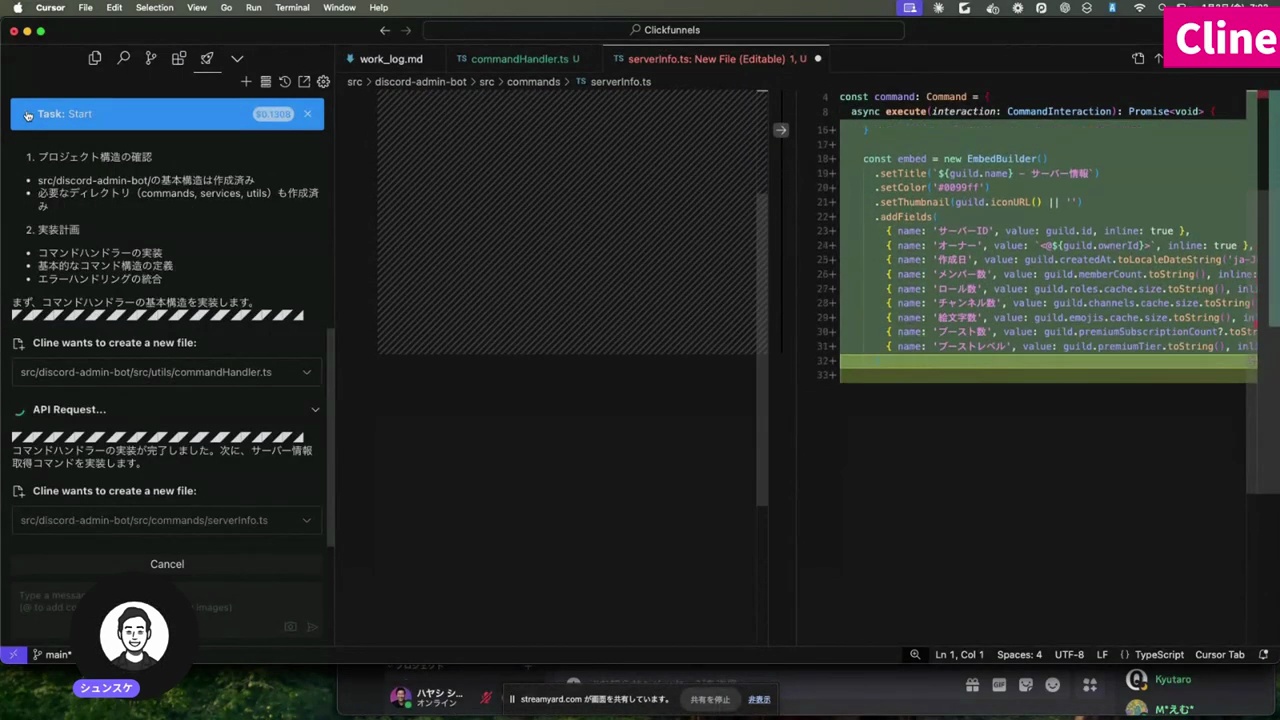 Cursor File Edit Selection View Go Run Terminal Window Help
Clickfunnels
Cline
work_log.md
commandHandler.ts U
serverInfo.ts: New File (Editable) 1, U
src > discord-admin-bot > src > commands > serverInfo.ts
Task: Start
$0.1308
1. プロジェクト構造の確認
src/discord-admin-bot/の基本構造は作成済み
必要なディレクトリ（commands, services, utils）も作成済
み
2. 実装計画
コマンドハンドラーの実装
基本的なコマンド構造の定義
エラーハンドリングの統合
まず、コマンドハンドラーの基本構造を実装します。
Cline wants to create a new file:
src/discord-admin-bot/src/utils/commandHandler.ts
API Request...
コマンドハンドラーの実装が完了しました。次に、サーバー情報
取得コマンドを実装します。
Cline wants to create a new file:
src/discord-admin-bot/src/commands/serverInfo.ts
Cancel
Type a messa
(@ to add co
images)
4 const command: Command = {
8 async execute(interaction: CommandInteraction): Promise<void> {
16+ }
17+
18+ const embed = new EmbedBuilder()
19+ .setTitle(`${guild.name} - サーバー情報`)
20+ .setColor('#0099ff')
21+ .setThumbnail(guild.iconURL() || '')
22+ .addFields(
23+ { name: 'サーバーID', value: guild.id, inline: true },
24+ { name: 'オーナー', value: `<@${guild.ownerId}>`, inline: true },
25+ { name: '作成日', value: guild.createdAt.toLocaleDateString('ja-J
26+ { name: 'メンバー数', value: guild.memberCount.toString(), inline:
27+ { name: 'ロール数', value: guild.roles.cache.size.toString(), inlin
28+ { name: 'チャンネル数', value: guild.channels.cache.size.toString()
29+ { name: '絵文字数', value: guild.emojis.cache.size.toString(), inli
30+ { name: 'ブースト数', value: guild.premiumSubscriptionCount?.toStr
31+ { name: 'ブーストレベル', value: guild.premiumTier.toString(), inl
32+
33+
シュンスケ
main*
Ln 1, Col 1
Spaces: 4
UTF-8
LF
{} TypeScript
Cursor Tab
ハヤシ シ...
オンライン
streamyard.com が画面を共有しています。
共有を停止
非表示
GIF
Kyutaro
M*えむ*